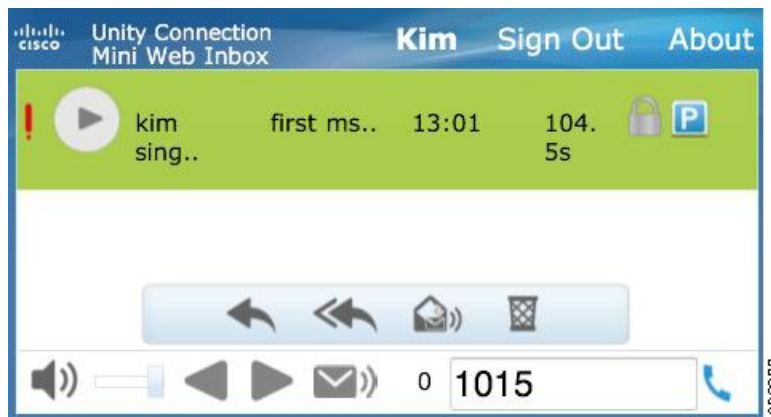 cisco
Unity Connection
Mini Web Inbox
Kim Sign Out About
! kim first ms.. 13:01 104. P
sing.. 5s
0 1015